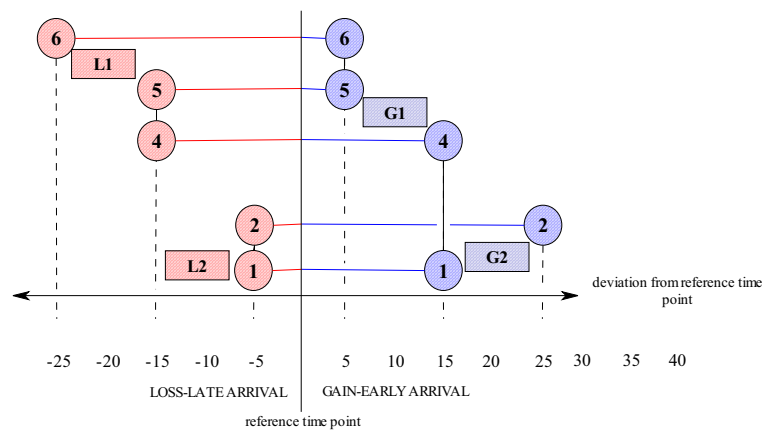 6 6
L1
5 5
G1
4 4
2 2
L2 1 1 G2
deviation from reference time
point
-25 -20 -15 -10 -5 5 10 15 20 25 30 35 40
LOSS-LATE ARRIVAL GAIN-EARLY ARRIVAL
reference time point